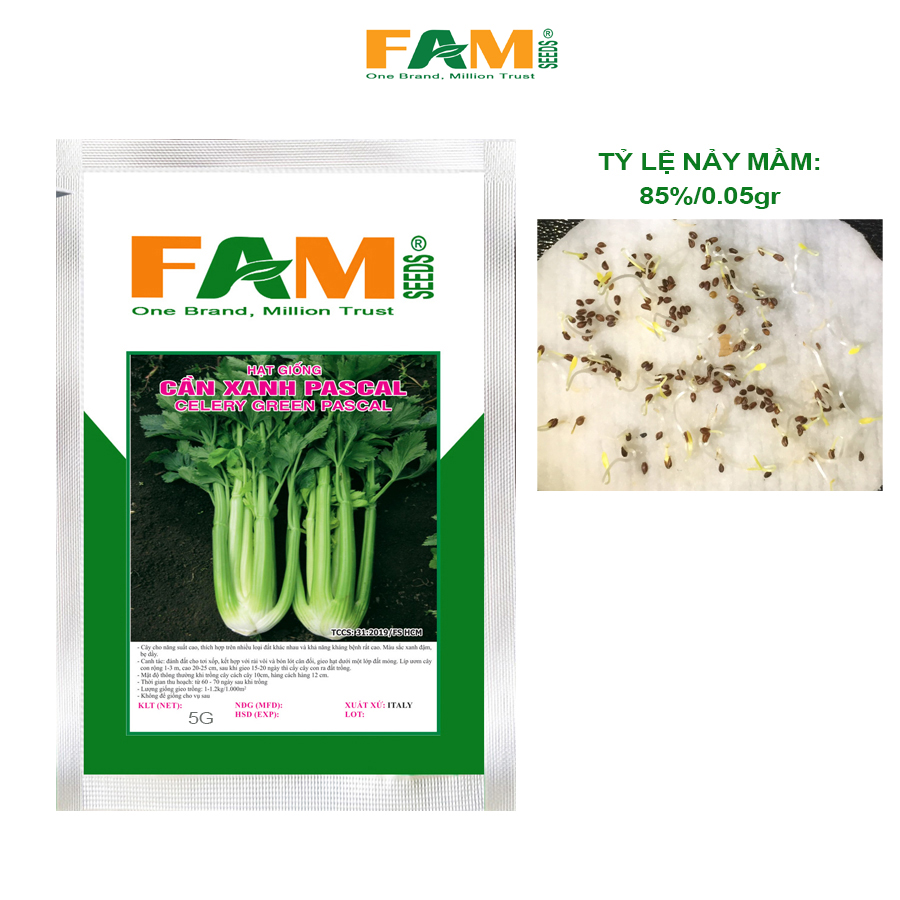 FAM SEEDS®
One Brand, Million Trust
TỶ LỆ NẢY MẦM:
85%/0.05gr
FAM SEEDS®
One Brand, Million Trust
HẠT GIỐNG
CẦN XANH PASCAL
CELERY GREEN PASCAL
TCCS: 31:2019/FS HCM
- Cây cho năng suất cao, thích hợp trên nhiều loại đất khác nhau và khả năng kháng bệnh rất cao. Màu sắc xanh đậm,
bẹ dầy.
- Canh tác: đánh đất cho tơi xốp, kết hợp với rải vôi và bón lót cân đối, gieo hạt dưới một lớp đất mỏng. Líp ươm cây
con rộng 1-3 m, cao 20-25 cm, sau khi gieo 15-20 ngày thì cấy cây con ra đất trồng.
- Mật độ thông thường khi trồng cây cách cây 10cm, hàng cách hàng 12 cm.
- Thời gian thu hoạch: từ 60 - 70 ngày sau khi trồng
- Lượng giống gieo trồng: 1-1.2kg/1.000m²
- Không để giống cho vụ sau
KLT (NET): 5G
NDG (MFD):
HSD (EXP):
XUẤT XỨ: ITALY
LOT: